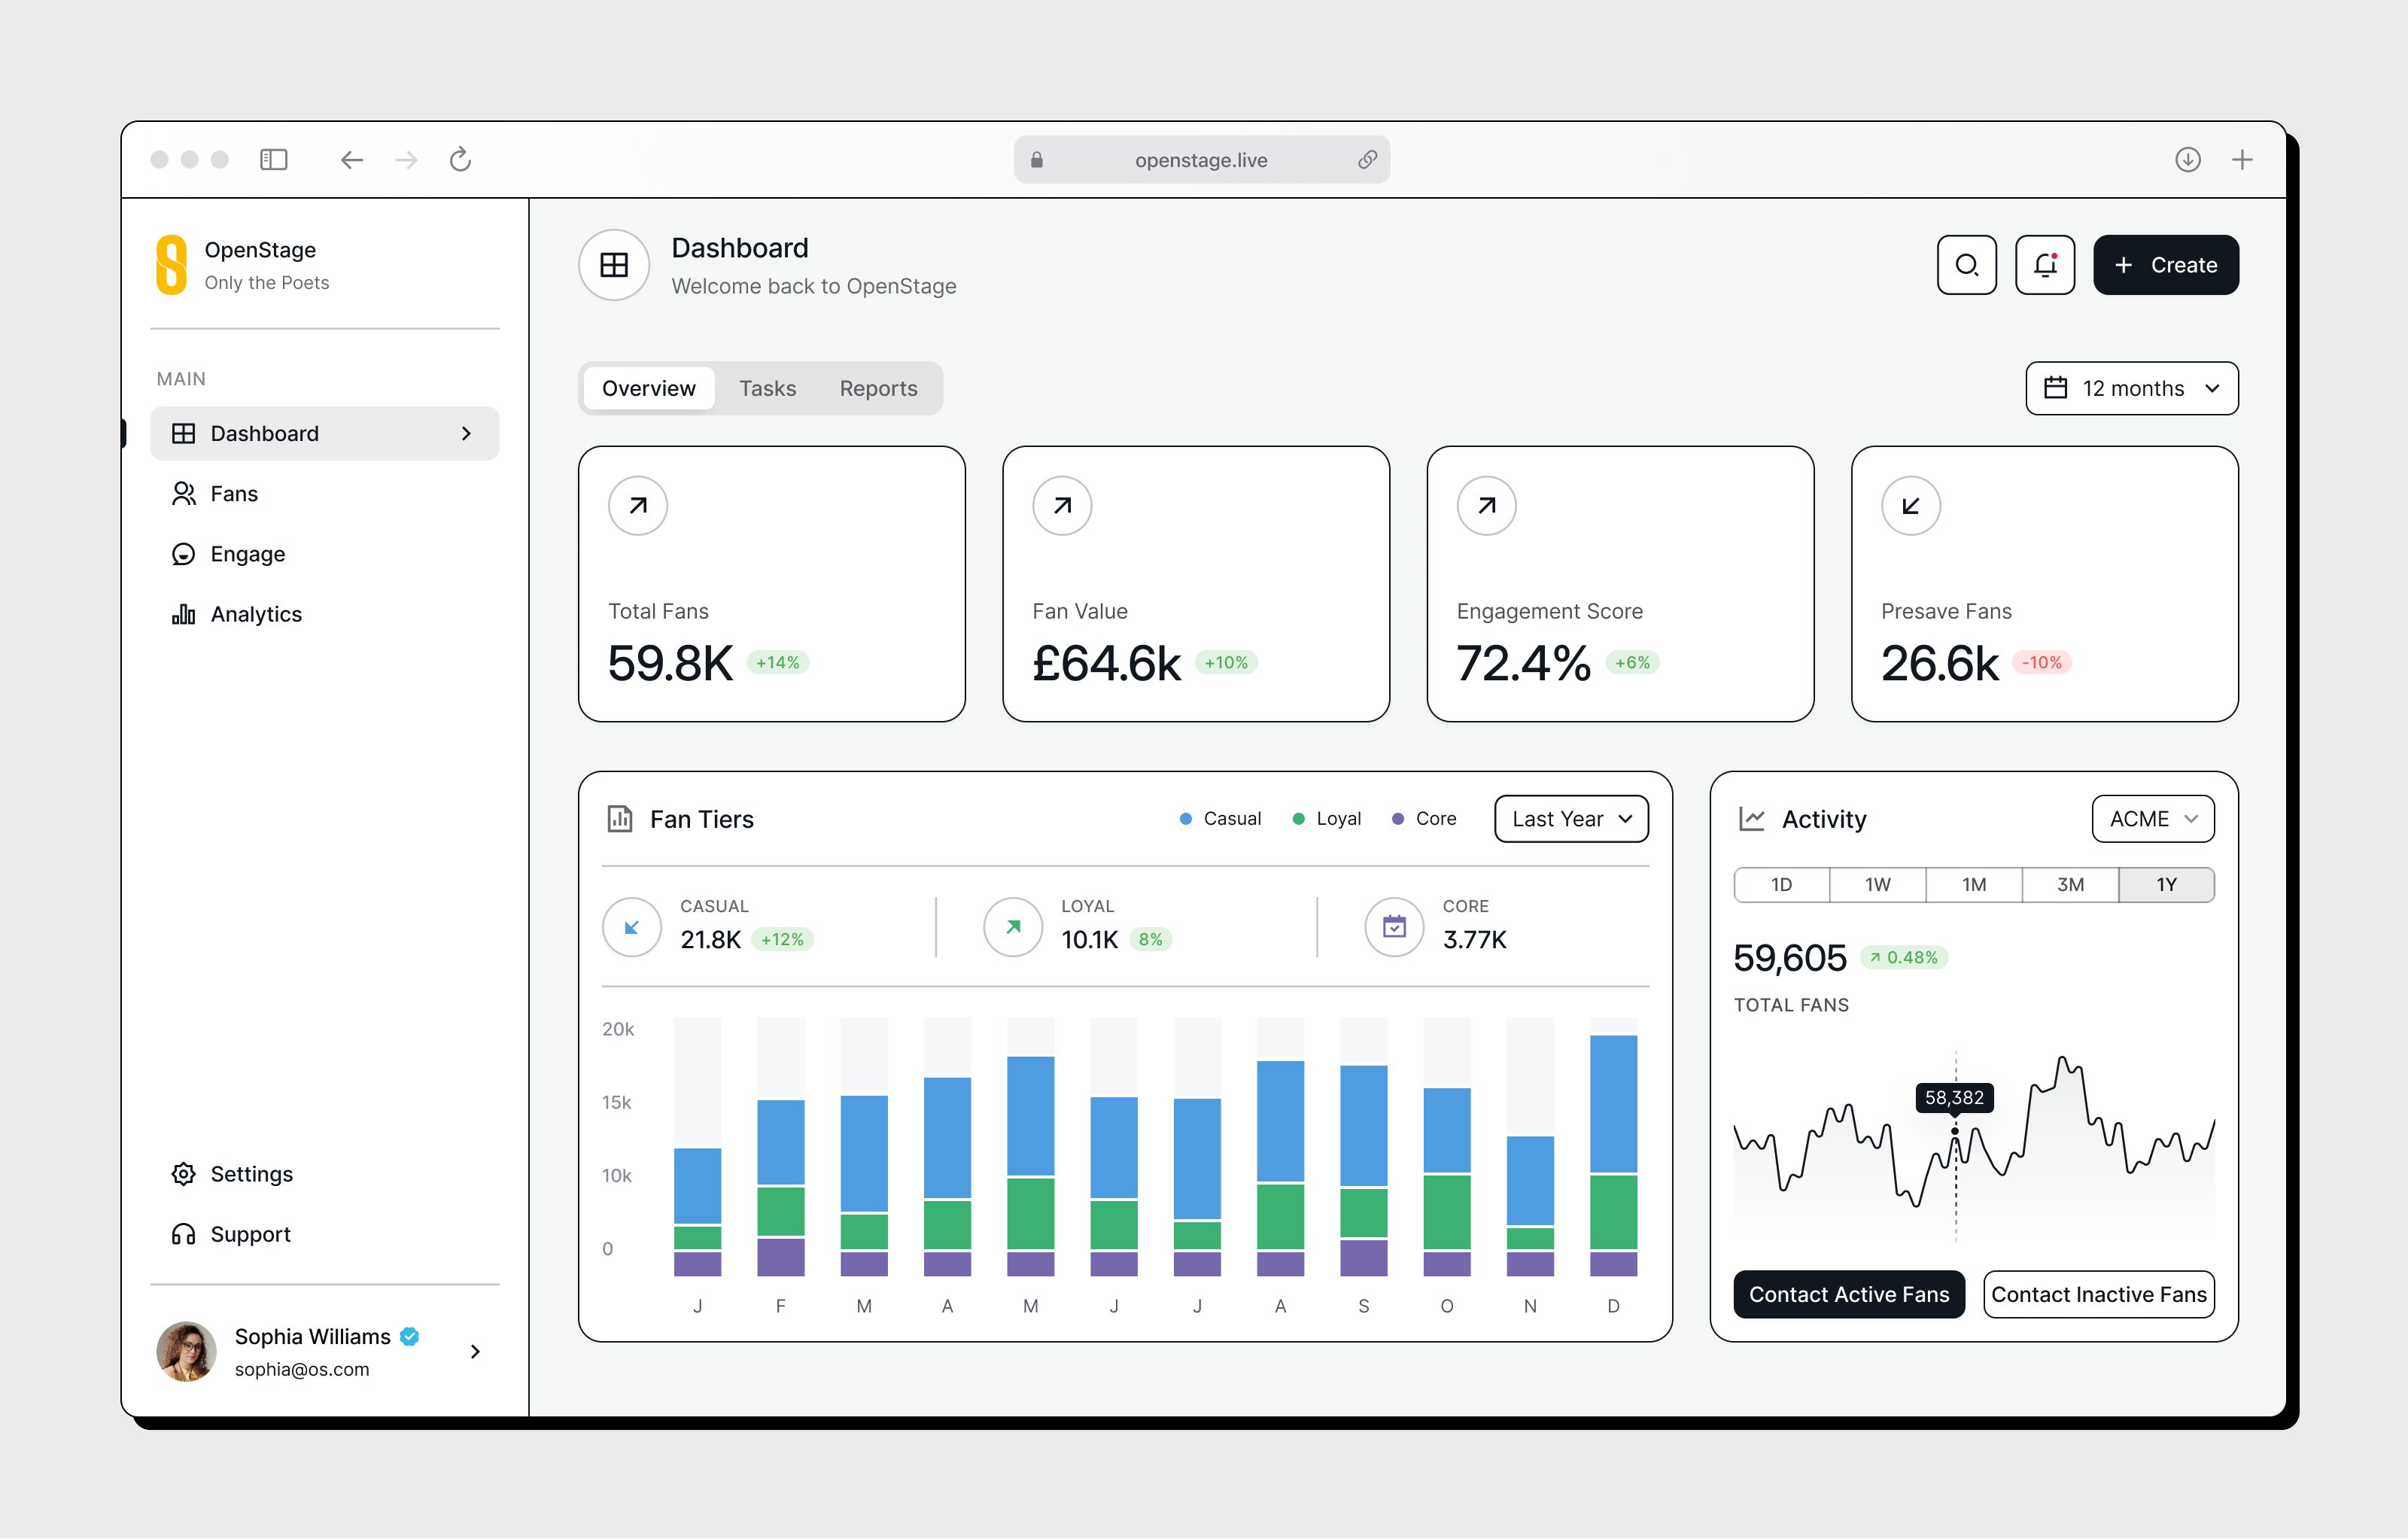 openstage.live
OpenStage
Only the Poets
MAIN
Dashboard
Fans
Engage
Analytics
Settings
Support
Sophia Williams
sophia@os.com
Dashboard
Welcome back to OpenStage
Create
Overview Tasks Reports
12 months
Total Fans
59.8K +14%
Fan Value
£64.6k +10%
Engagement Score
72.4% +6%
Presave Fans
26.6k -10%
Fan Tiers
Casual Loyal Core
Last Year
CASUAL
21.8K +12%
LOYAL
10.1K 8%
CORE
3.77K
20k
15k
10k
0
J F M A M J J A S O N D
Activity
ACME
1D 1W 1M 3M 1Y
59,605 0.48%
TOTAL FANS
58,382
Contact Active Fans
Contact Inactive Fans